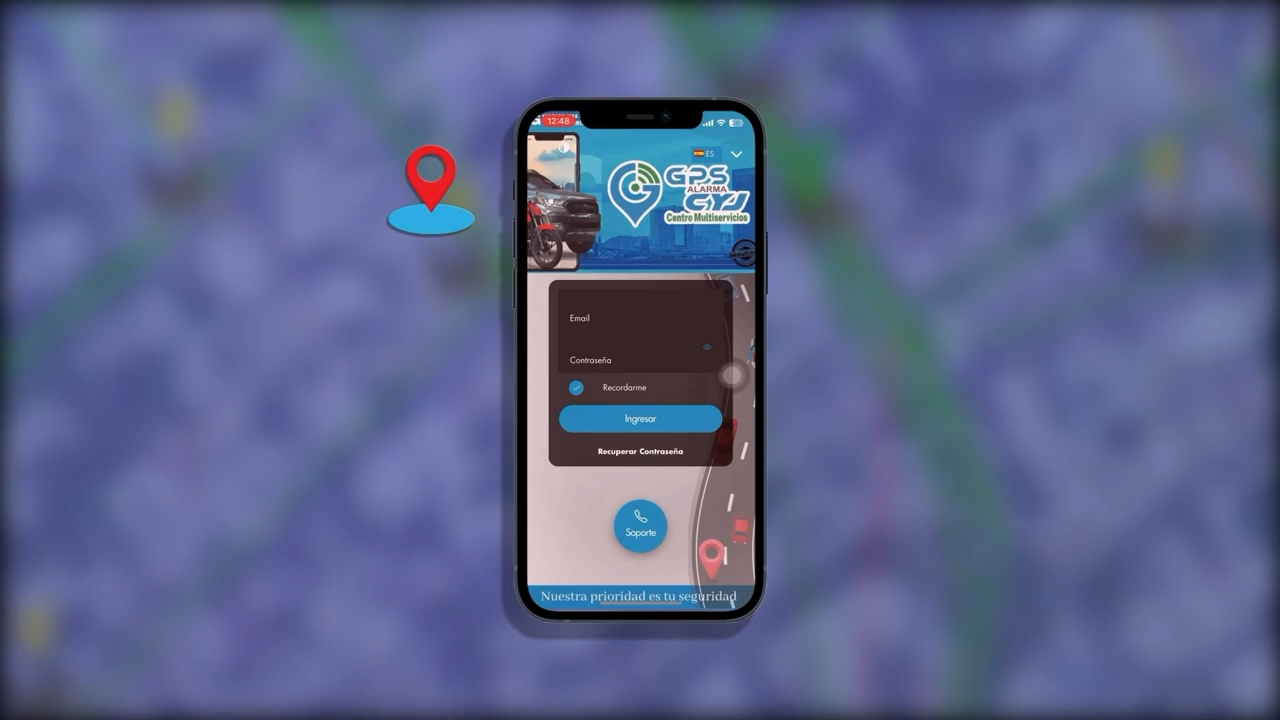 12:48
ES
GPS
ALARMA
CYJ
Centro Multiservicios
Email
Contraseña
Recordarme
Ingresar
Recuperar Contraseña
Soporte
Nuestra prioridad es tu seguridad